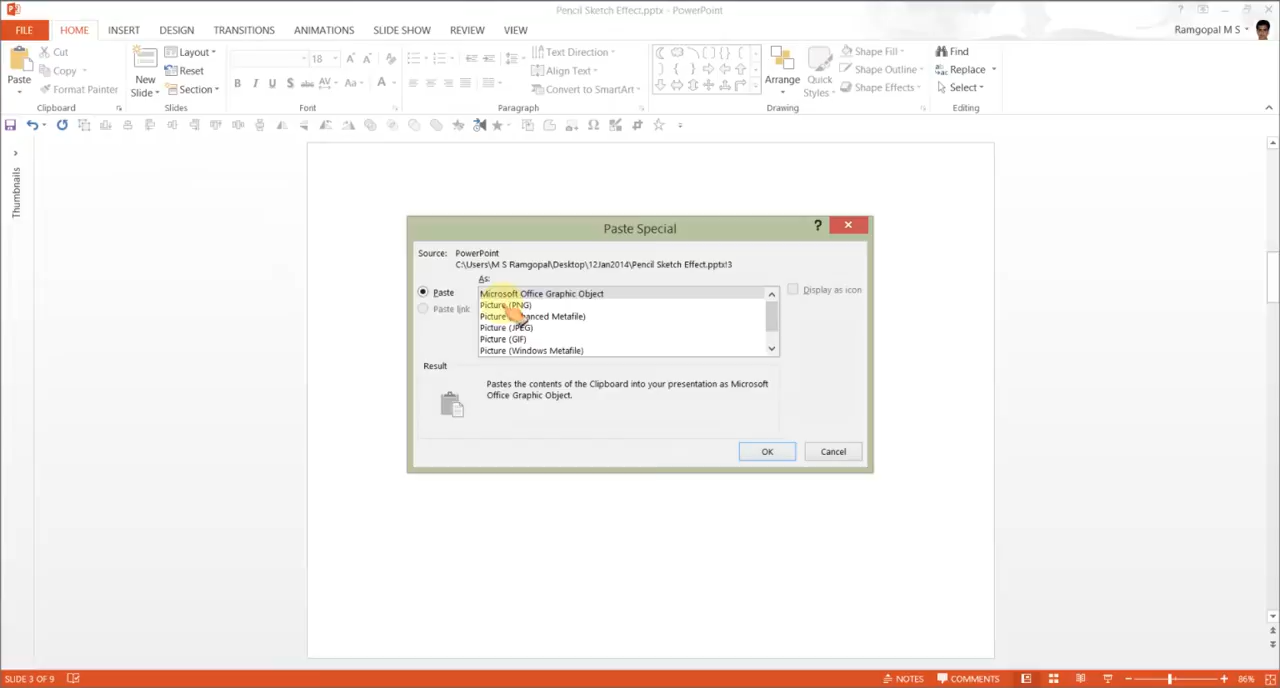 Pencil Sketch Effect.pptx - PowerPoint
FILE HOME INSERT DESIGN TRANSITIONS ANIMATIONS SLIDE SHOW REVIEW VIEW
Ramgopal M S
Paste
Cut
Copy
Format Painter
Clipboard
New
Slide
Layout
Reset
Section
Slides
18
B I U S abc AV Aa A
Font
Text Direction
Align Text
Convert to SmartArt
Paragraph
Arrange
Quick
Styles
Shape Fill
Shape Outline
Shape Effects
Drawing
Find
Replace
Select
Editing
Thumbnails
Paste Special
Source: PowerPoint
C:\Users\M S Ramgopal\Desktop\12Jan2014\Pencil Sketch Effect.pptx!3
As:
Paste
Paste link
Microsoft Office Graphic Object
Picture (PNG)
Picture (Enhanced Metafile)
Picture (JPEG)
Picture (GIF)
Picture (Windows Metafile)
Display as icon
Result
Pastes the contents of the Clipboard into your presentation as Microsoft
Office Graphic Object.
OK
Cancel
SLIDE 3 OF 9
NOTES
COMMENTS
86%